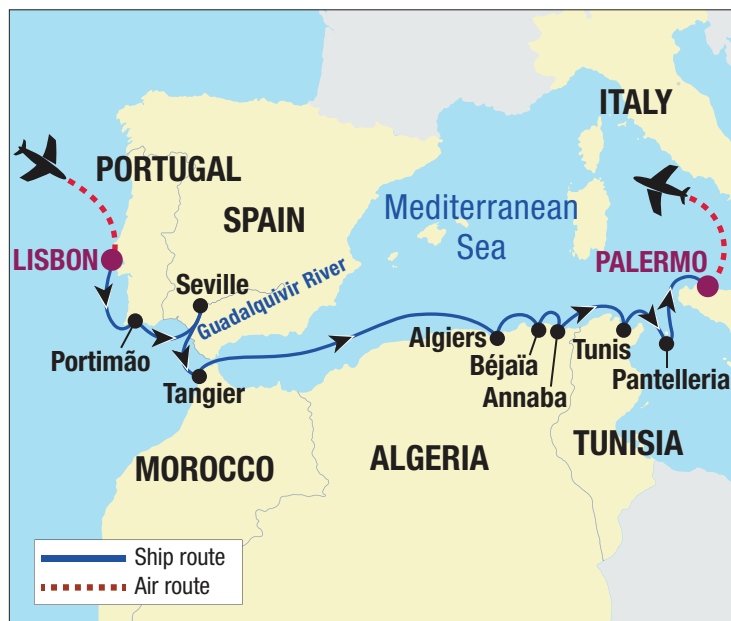 ITALY
PORTUGAL
SPAIN
Mediterranean
Sea
LISBON
PALERMO
Seville
Guadalquivir River
Portimão
Algiers
Béjaïa
Annaba
Tunis
Pantelleria
Tangier
MOROCCO
ALGERIA
TUNISIA
Ship route
Air route